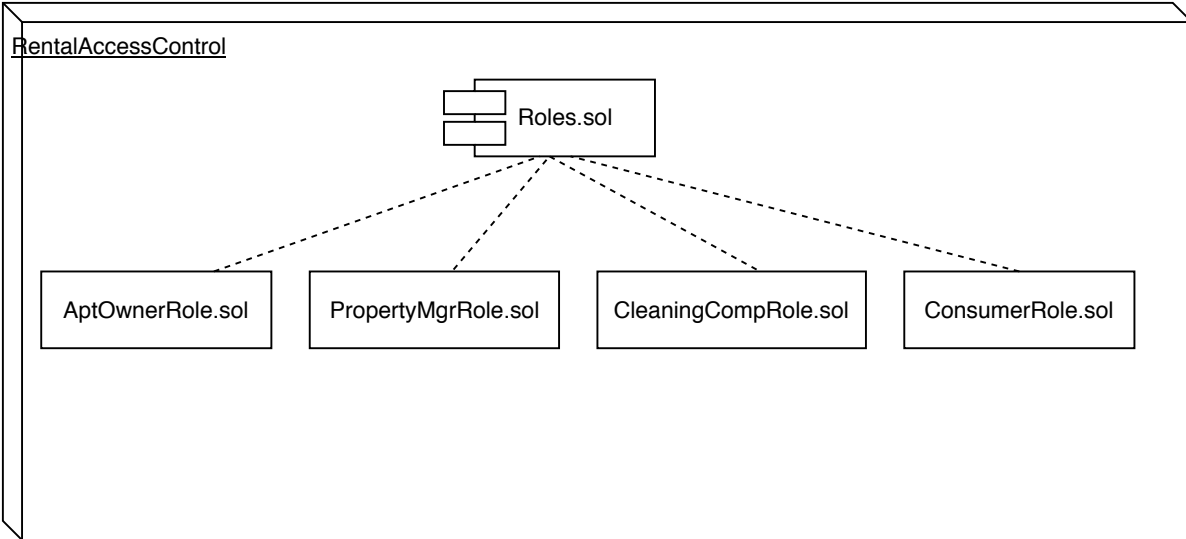 RentalAccessControl
Roles.sol
AptOwnerRole.sol
PropertyMgrRole.sol
CleaningCompRole.sol
ConsumerRole.sol